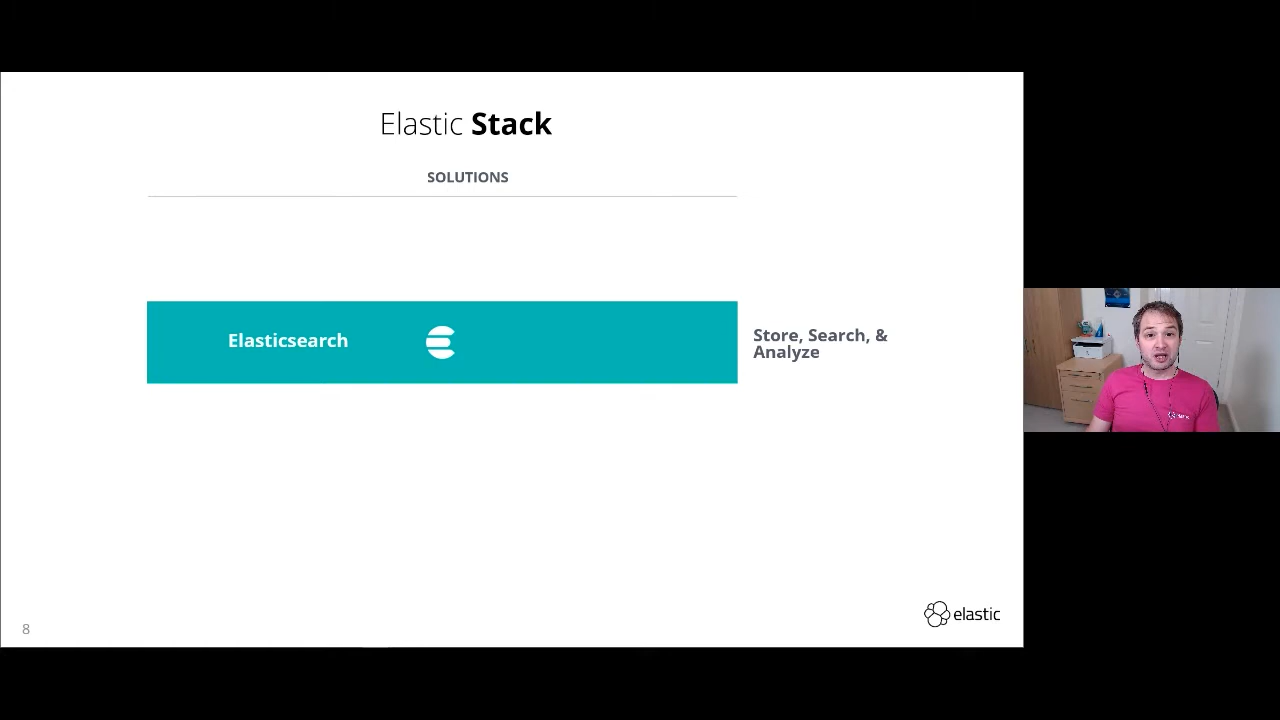 Elastic Stack
SOLUTIONS
Elasticsearch
Store, Search, &
Analyze
elastic
8